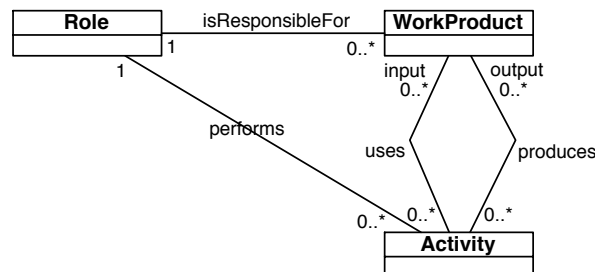 Role
isResponsibleFor
WorkProduct
1
0..*
1
input
output
0..*
0..*
performs
uses
produces
0..*
0..*
0..*
Activity